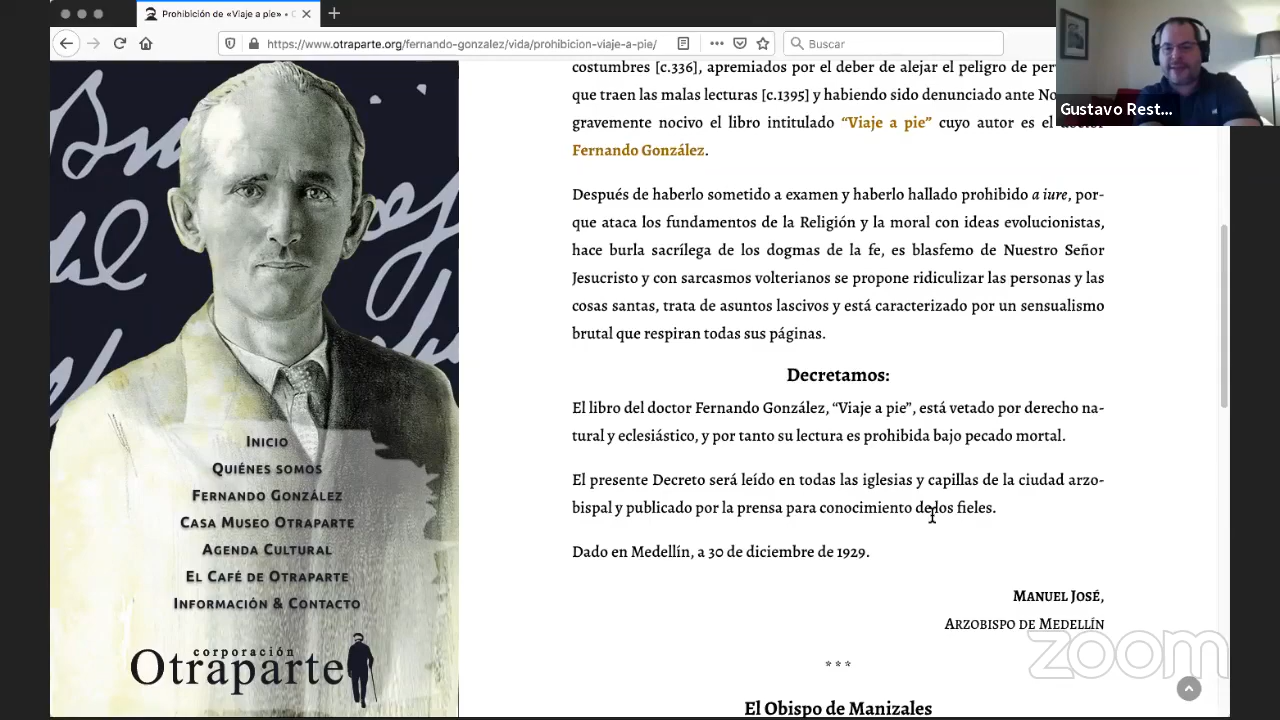 Prohibición de «Viaje a pie» •
https://www.otraparte.org/fernando-gonzalez/vida/prohibicion-viaje-a-pie/
Buscar
Gustavo Rest...
costumbres [c.336], apremiados por el deber de alejar el peligro de
que traen las malas lecturas [c.1395] y habiendo sido denunciado ante
gravemente nocivo el libro intitulado “Viaje a pie” cuyo autor es el doctor
Fernando González.
Después de haberlo sometido a examen y haberlo hallado prohibido a iure, por-
que ataca los fundamentos de la Religión y la moral con ideas evolucionistas,
hace burla sacrílega de los dogmas de la fe, es blasfemo de Nuestro Señor
Jesucristo y con sarcasmos volterianos se propone ridiculizar las personas y las
cosas santas, trata de asuntos lascivos y está caracterizado por un sensualismo
brutal que respiran todas sus páginas.
Decretamos:
El libro del doctor Fernando González, “Viaje a pie”, está vetado por derecho na-
tural y eclesiástico, y por tanto su lectura es prohibida bajo pecado mortal.
El presente Decreto será leído en todas las iglesias y capillas de la ciudad arzo-
bispal y publicado por la prensa para conocimiento de los fieles.
Dado en Medellín, a 30 de diciembre de 1929.
Manuel José,
Arzobispo de Medellín
* * *
El Obispo de Manizales
Inicio
Quiénes somos
Fernando González
Casa Museo Otraparte
Agenda Cultural
El Café de Otraparte
Información & Contacto
corporación
Otraparte
zoom